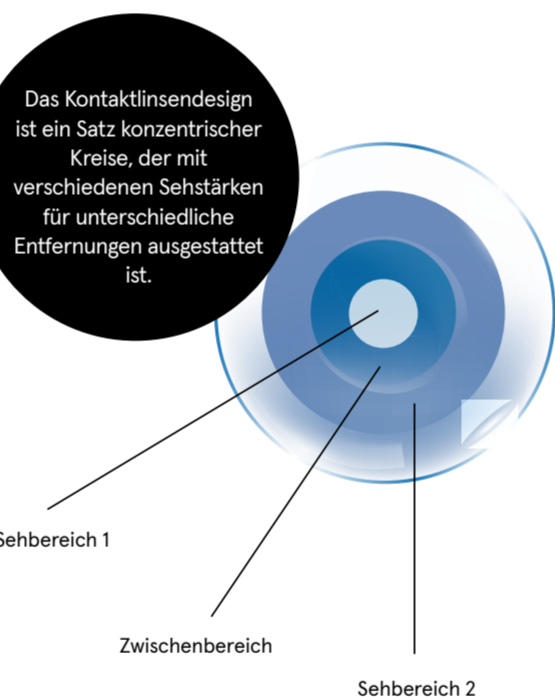 Das Kontaktlinsendesign
ist ein Satz konzentrischer
Kreise, der mit
verschiedenen Sehstärken
für unterschiedliche
Entfernungen ausgestattet
ist.
Sehbereich 1
Zwischenbereich
Sehbereich 2